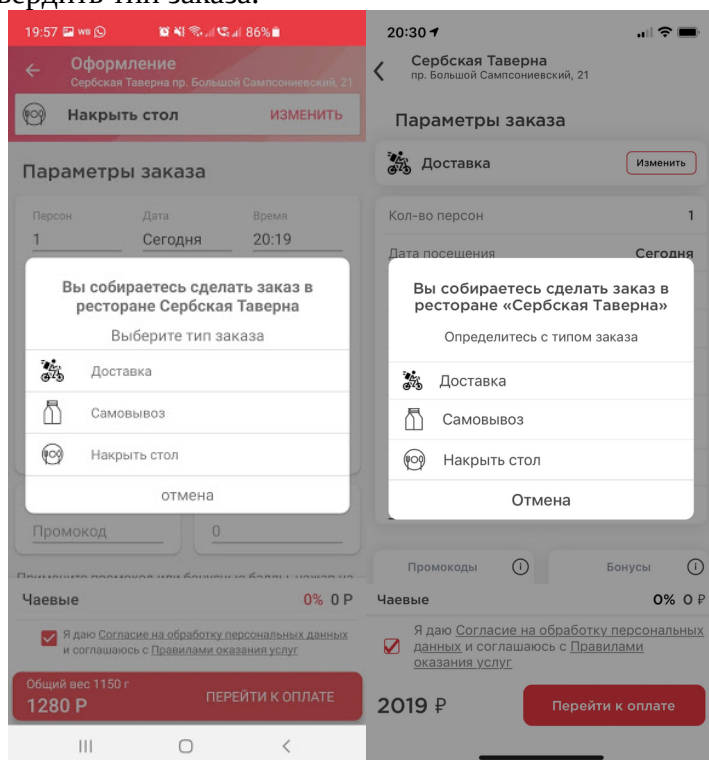 вердить тип заказа.
19:57 WB 86%
Оформление
Сербская Таверна пр. Большой Сампсониевский, 21
Накрыть стол ИЗМЕНИТЬ
Параметры заказа
Персон Дата Время
1 Сегодня 20:19
Вы собираетесь сделать заказ в
ресторане Сербская Таверна
Выберите тип заказа
Доставка
Самовывоз
Накрыть стол
отмена
Промокод 0
Чаевые 0% 0 Р
Я даю Согласие на обработку персональных данных
и соглашаюсь с Правилами оказания услуг
Общий вес 1150 г
1280 Р ПЕРЕЙТИ К ОПЛАТЕ
20:30
Сербская Таверна
пр. Большой Сампсониевский, 21
Параметры заказа
Доставка Изменить
Кол-во персон 1
Дата посещения Сегодня
Вы собираетесь сделать заказ в
ресторане «Сербская Таверна»
Определитесь с типом заказа
Доставка
Самовывоз
Накрыть стол
Отмена
Промокоды Бонусы
Чаевые 0% 0 ₽
Я даю Согласие на обработку персональных
данных и соглашаюсь с Правилами
оказания услуг
2019 ₽ Перейти к оплате